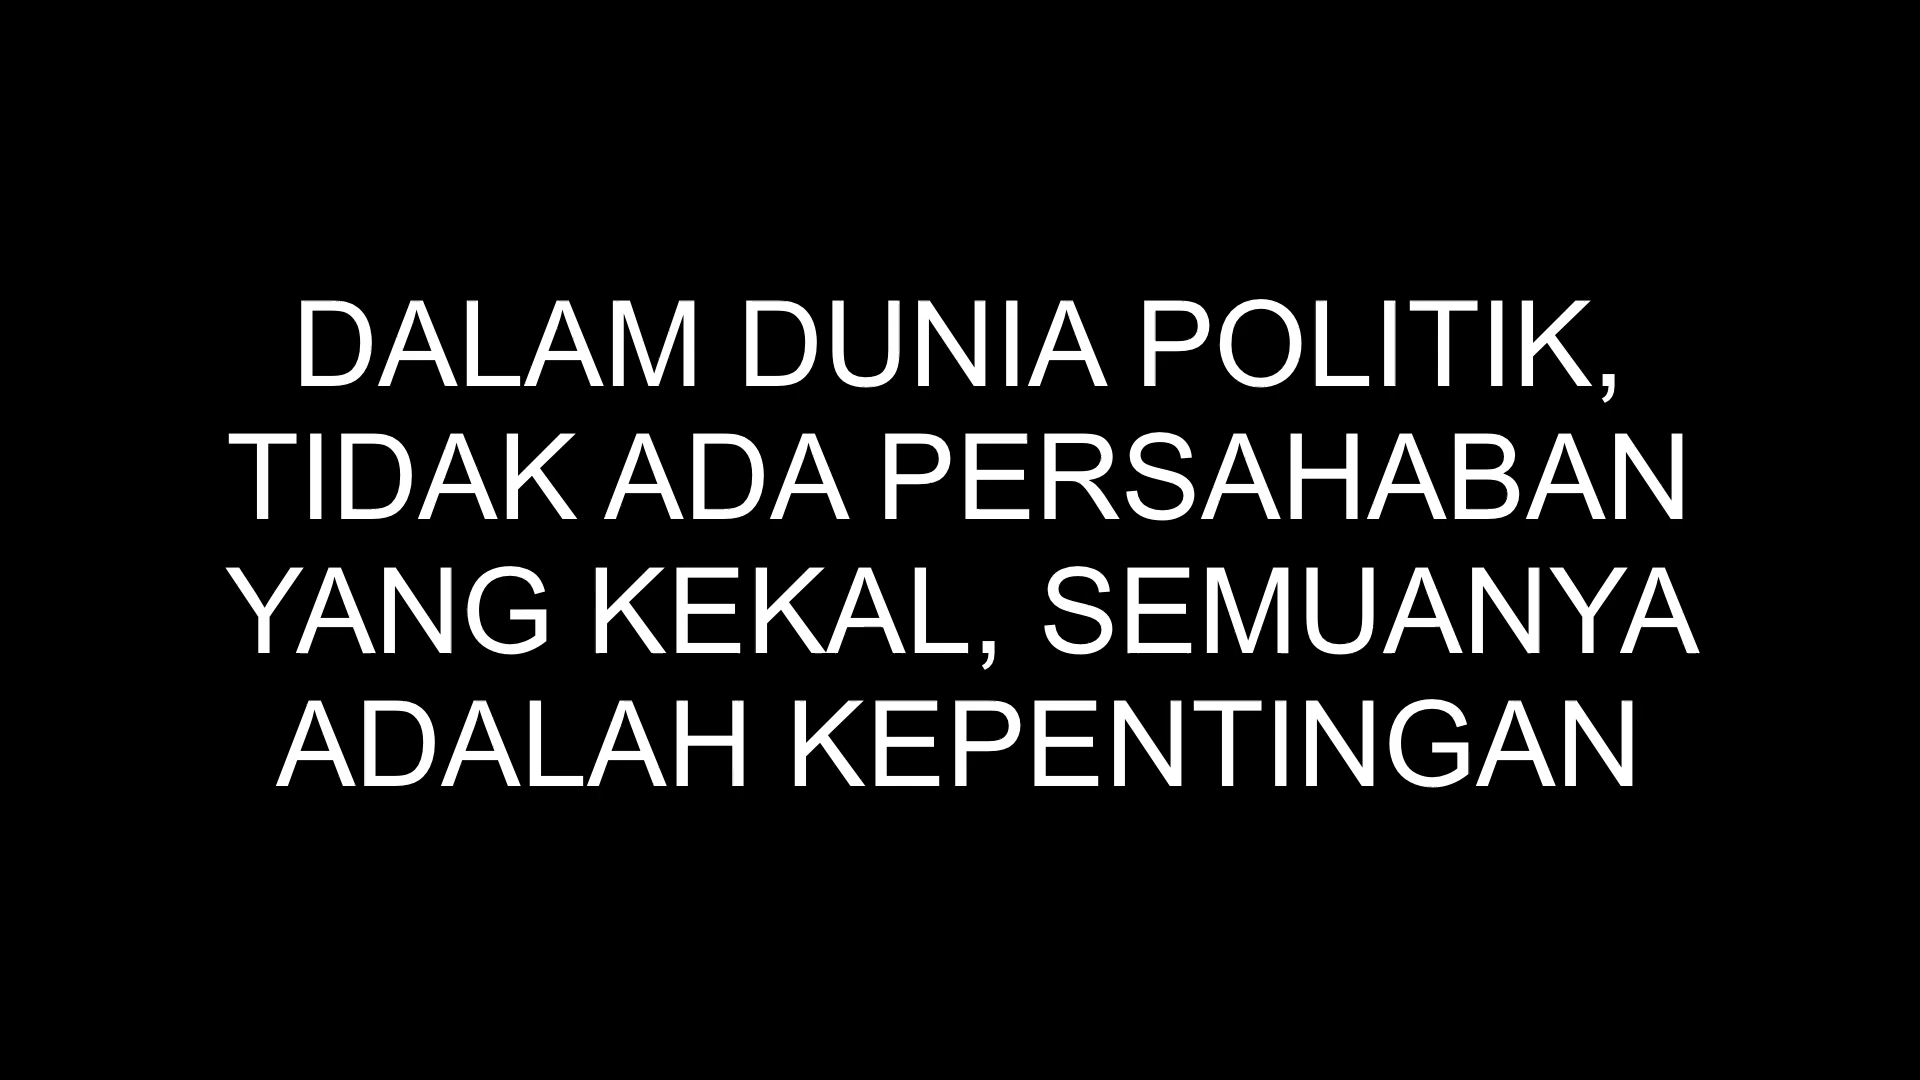 DALAM DUNIA POLITIK,
TIDAK ADA PERSAHABAN
YANG KEKAL, SEMUANYA
ADALAH KEPENTINGAN